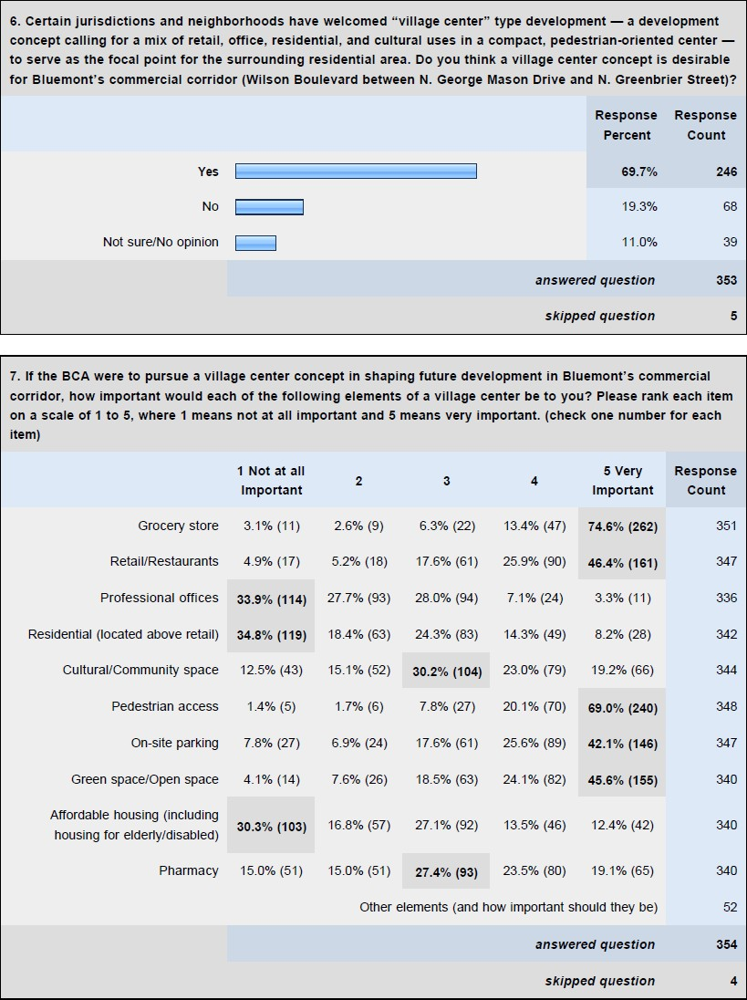 6. Certain jurisdictions and neighborhoods have welcomed “village center” type development — a development
concept calling for a mix of retail, office, residential, and cultural uses in a compact, pedestrian-oriented center —
to serve as the focal point for the surrounding residential area. Do you think a village center concept is desirable
for Bluemont’s commercial corridor (Wilson Boulevard between N. George Mason Drive and N. Greenbrier Street)?
Response Response
Percent Count
Yes 69.7% 246
No 19.3% 68
Not sure/No opinion 11.0% 39
answered question 353
skipped question 5
7. If the BCA were to pursue a village center concept in shaping future development in Bluemont’s commercial
corridor, how important would each of the following elements of a village center be to you? Please rank each item
on a scale of 1 to 5, where 1 means not at all important and 5 means very important. (check one number for each
item)
1 Not at all Important 2 3 4 5 Very Important Response Count
Grocery store 3.1% (11) 2.6% (9) 6.3% (22) 13.4% (47) 74.6% (262) 351
Retail/Restaurants 4.9% (17) 5.2% (18) 17.6% (61) 25.9% (90) 46.4% (161) 347
Professional offices 33.9% (114) 27.7% (93) 28.0% (94) 7.1% (24) 3.3% (11) 336
Residential (located above retail) 34.8% (119) 18.4% (63) 24.3% (83) 14.3% (49) 8.2% (28) 342
Cultural/Community space 12.5% (43) 15.1% (52) 30.2% (104) 23.0% (79) 19.2% (66) 344
Pedestrian access 1.4% (5) 1.7% (6) 7.8% (27) 20.1% (70) 69.0% (240) 348
On-site parking 7.8% (27) 6.9% (24) 17.6% (61) 25.6% (89) 42.1% (146) 347
Green space/Open space 4.1% (14) 7.6% (26) 18.5% (63) 24.1% (82) 45.6% (155) 340
Affordable housing (including
housing for elderly/disabled) 30.3% (103) 16.8% (57) 27.1% (92) 13.5% (46) 12.4% (42) 340
Pharmacy 15.0% (51) 15.0% (51) 27.4% (93) 23.5% (80) 19.1% (65) 340
Other elements (and how important should they be) 52
answered question 354
skipped question 4